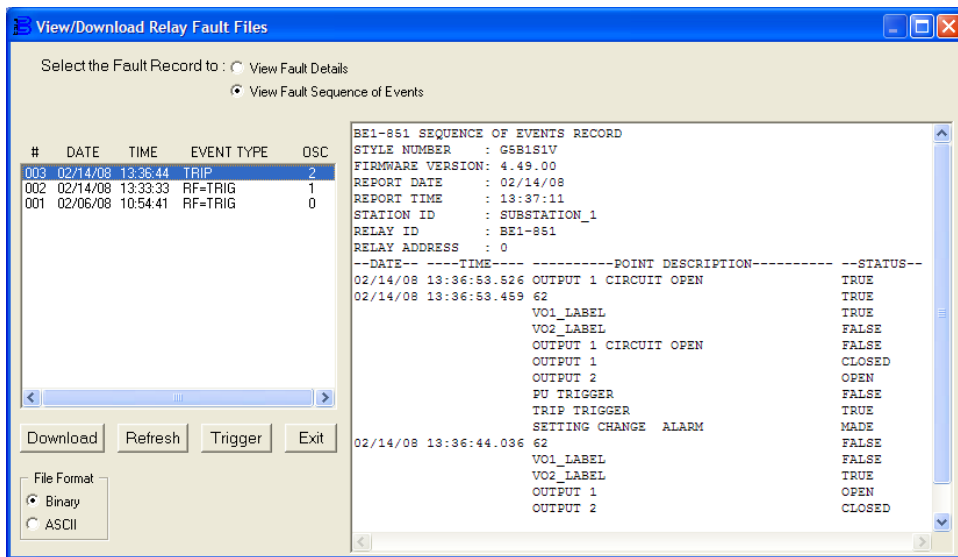 View/Download Relay Fault Files
Select the Fault Record to : View Fault Details
View Fault Sequence of Events
# DATE TIME EVENT TYPE OSC
003 02/14/08 13:36:44 TRIP 2
002 02/14/08 13:33:33 RF=TRIG 1
001 02/06/08 10:54:41 RF=TRIG 0
Download Refresh Trigger Exit
File Format
Binary
ASCII
BE1-851 SEQUENCE OF EVENTS RECORD
STYLE NUMBER : G5B1S1V
FIRMWARE VERSION: 4.49.00
REPORT DATE : 02/14/08
REPORT TIME : 13:37:11
STATION ID : SUBSTATION_1
RELAY ID : BE1-851
RELAY ADDRESS : 0
--DATE-- ----TIME---- ----------POINT DESCRIPTION---------- --STATUS--
02/14/08 13:36:53.526 OUTPUT 1 CIRCUIT OPEN TRUE
02/14/08 13:36:53.459 62 TRUE
VO1_LABEL TRUE
VO2_LABEL FALSE
OUTPUT 1 CIRCUIT OPEN FALSE
OUTPUT 1 CLOSED
OUTPUT 2 OPEN
PU TRIGGER FALSE
TRIP TRIGGER TRUE
SETTING CHANGE ALARM MADE
02/14/08 13:36:44.036 62 FALSE
VO1_LABEL FALSE
VO2_LABEL TRUE
OUTPUT 1 OPEN
OUTPUT 2 CLOSED